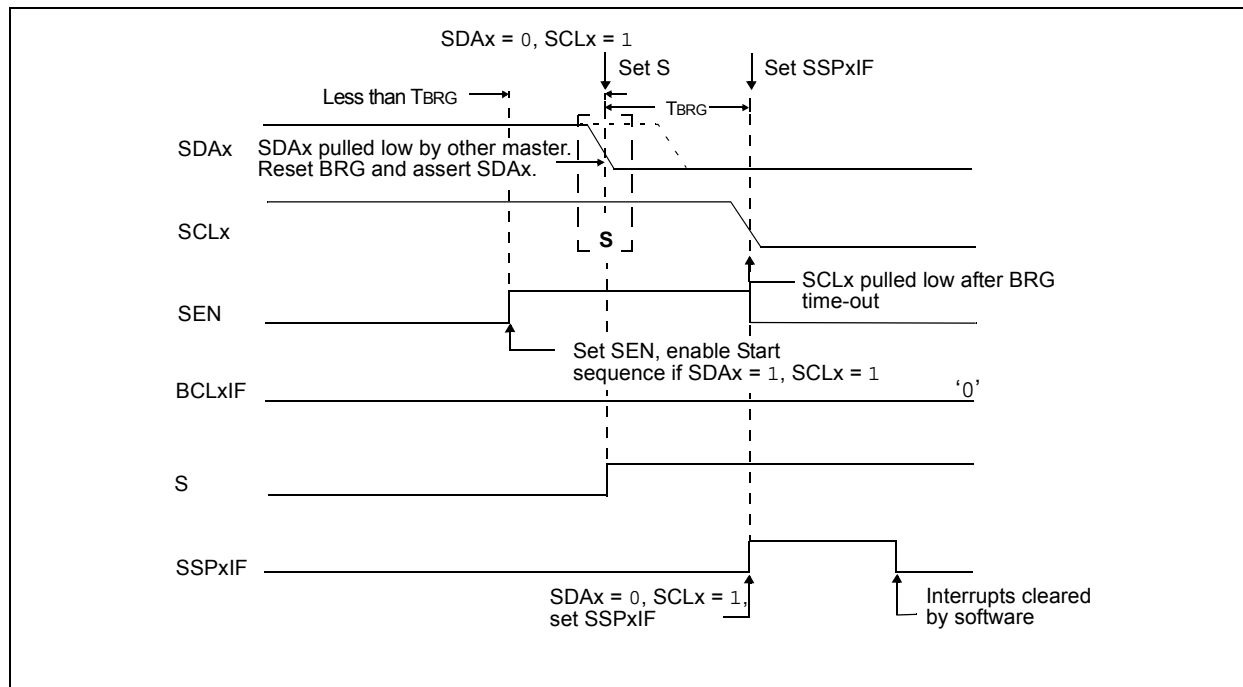 SDAx = 0, SCLx = 1
Set S
Set SSPxIF
Less than TBRG
TBRG
SDAx
SDAx pulled low by other master.
Reset BRG and assert SDAx.
SCLx
S
SCLx pulled low after BRG
time-out
SEN
Set SEN, enable Start
sequence if SDAx = 1, SCLx = 1
BCLxIF
‘0’
S
SSPxIF
SDAx = 0, SCLx = 1,
set SSPxIF
Interrupts cleared
by software